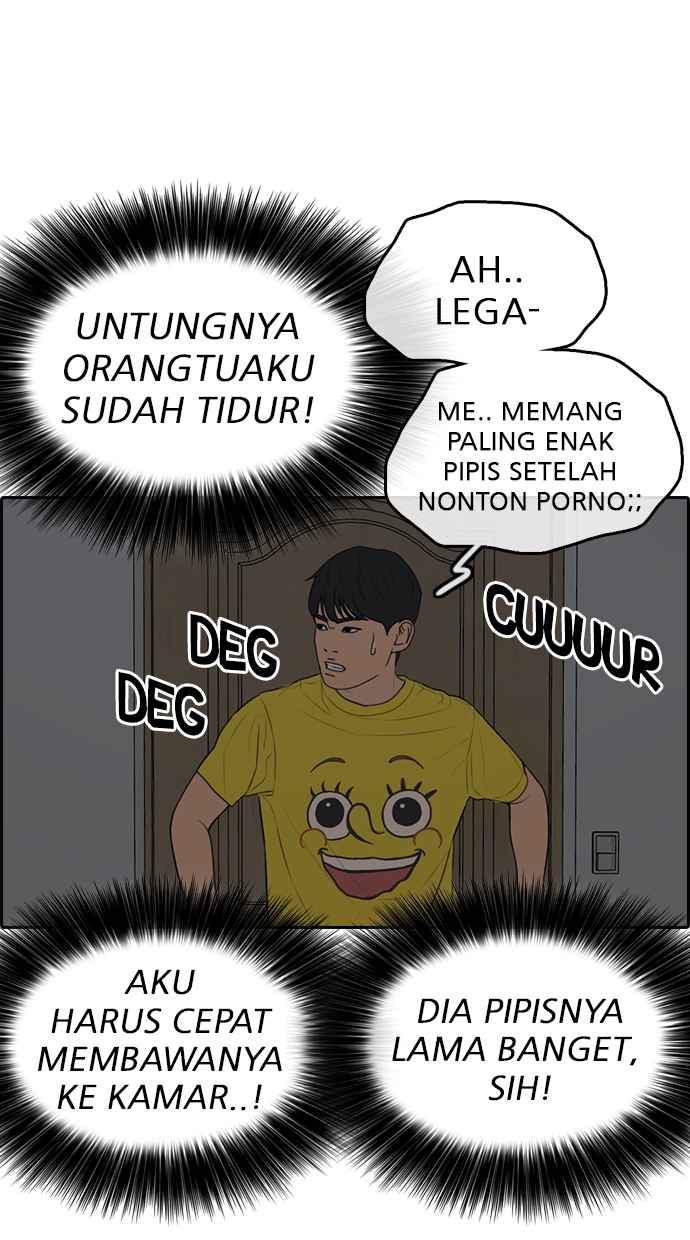 UNTUNGNYA
ORANGTUAKU
SUDAH TIDUR!
AH..
LEGA-
ME.. MEMANG
PALING ENAK
PIPIS SETELAH
NONTON PORNO;;
CUUUUR
DEG
DEG
AKU
HARUS CEPAT
MEMBAWANYA
KE KAMAR..!
DIA PIPISNYA
LAMA BANGET,
SIH!